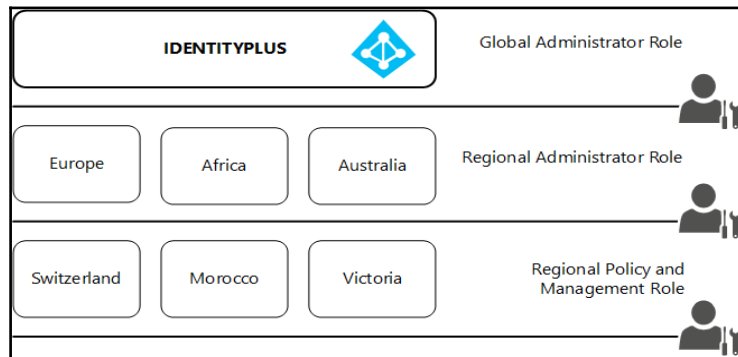 IDENTITYPLUS
Global Administrator Role
Europe
Africa
Australia
Regional Administrator Role
Switzerland
Morocco
Victoria
Regional Policy and
Management Role